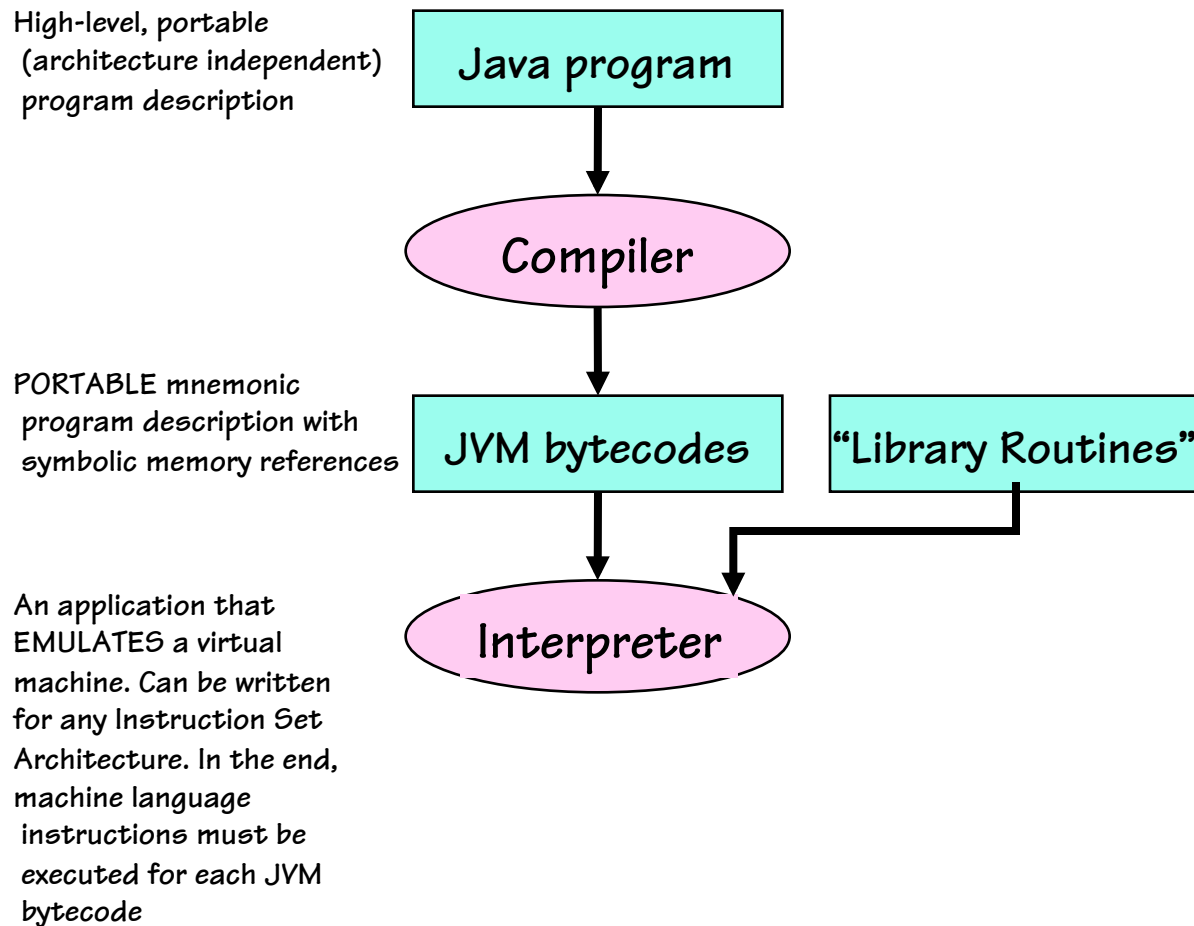 High-level, portable
(architecture independent)
program description
Java program
Compiler
PORTABLE mnemonic
program description with
symbolic memory references
JVM bytecodes
“Library Routines”
An application that
EMULATES a virtual
machine. Can be written
for any Instruction Set
Architecture. In the end,
machine language
instructions must be
executed for each JVM
bytecode
Interpreter